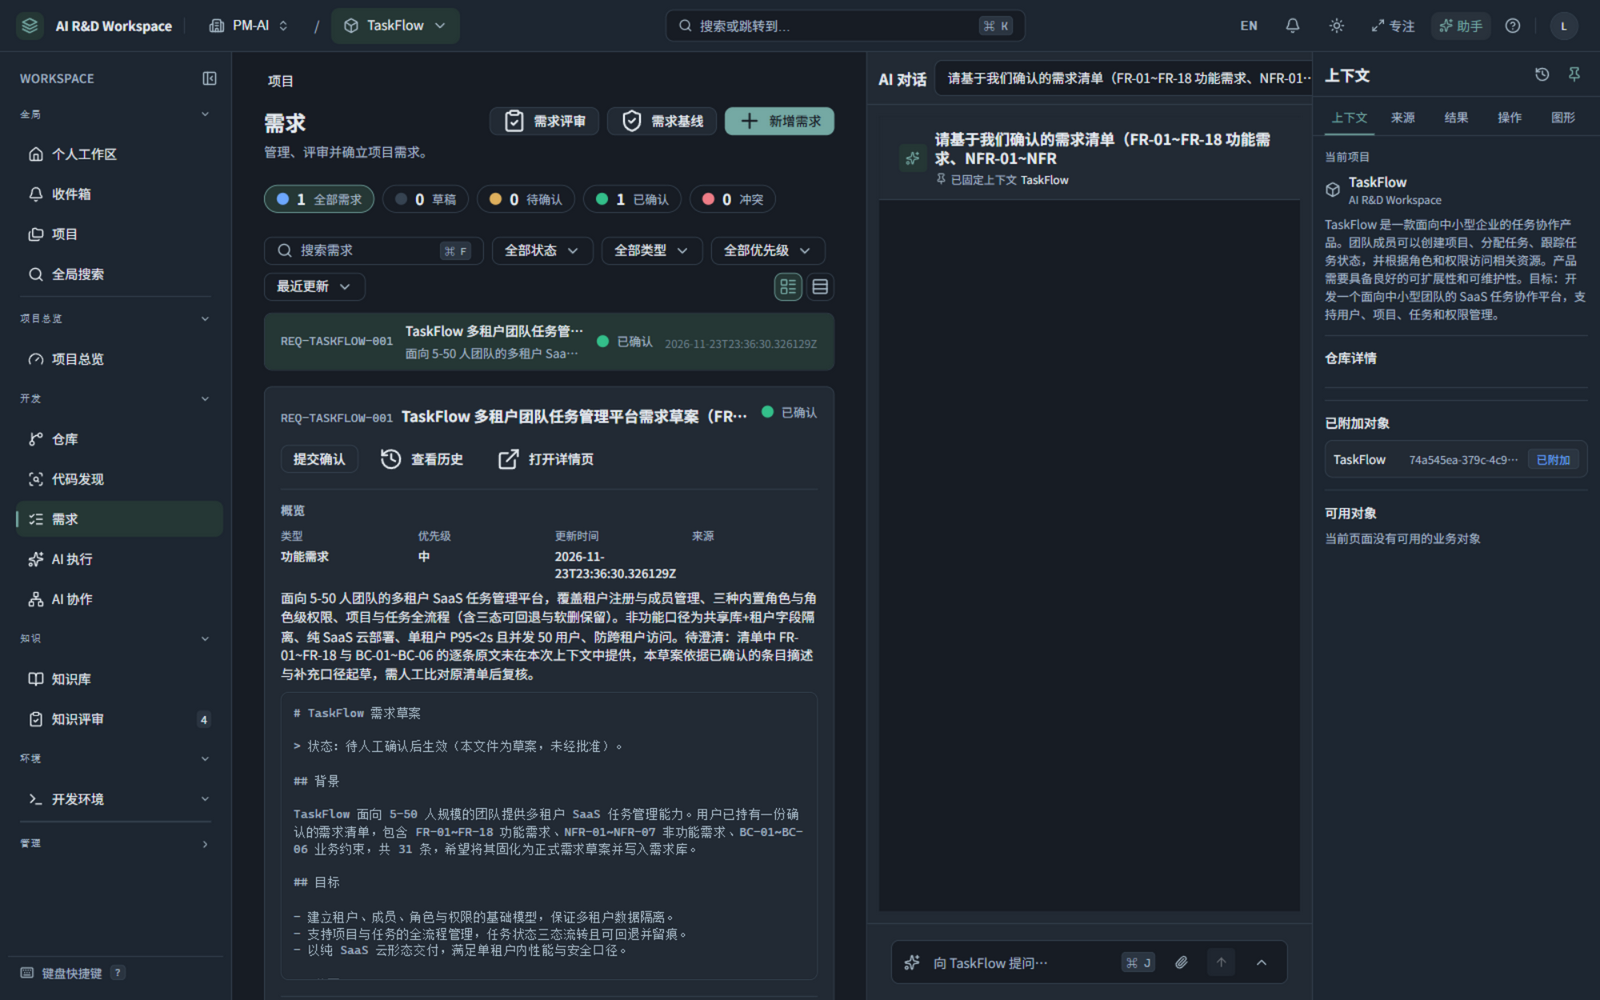 AI R&D Workspace
PM-AI
/
TaskFlow
搜索或跳转到...
⌘ K
EN
专注
助手
L
WORKSPACE
全局
个人工作区
收件箱
项目
全局搜索
项目总览
项目总览
开发
仓库
代码发现
需求
AI 执行
AI 协作
知识
知识库
知识评审
4
环境
开发环境
管理
键盘快捷键
?
项目
需求
需求评审
需求基线
新增需求
管理、评审并确立项目需求。
1 全部需求
0 草稿
0 待确认
1 已确认
0 冲突
搜索需求
⌘ F
全部状态
全部类型
全部优先级
最近更新
REQ-TASKFLOW-001
TaskFlow 多租户团队任务管…
面向 5-50 人团队的多租户 Saa…
已确认
2026-11-23T23:36:30.326129Z
REQ-TASKFLOW-001
TaskFlow 多租户团队任务管理平台需求草案（FR…
已确认
提交确认
查看历史
打开详情页
概览
类型
优先级
更新时间
来源
功能需求
中
2026-11-
23T23:36:30.326129Z
面向 5-50 人团队的多租户 SaaS 任务管理平台，覆盖租户注册与成员管理、三种内置角色与角
色级权限、项目与任务全流程（含三态可回退与软删保留）。非功能口径为共享库+租户字段隔
离、纯 SaaS 云部署、单租户 P95<2s 且并发 50 用户、防跨租户访问。待澄清：清单中 FR-
01~FR-18 与 BC-01~BC-06 的逐条原文未在本次上下文中提供，本草案依据已确认的条目摘述
与补充口径起草，需人工比对原清单后复核。
# TaskFlow 需求草案
> 状态：待人工确认后生效（本文件为草案，未经批准）。
## 背景
TaskFlow 面向 5-50 人规模的团队提供多租户 SaaS 任务管理能力。用户已持有一份确
认的需求清单，包含 FR-01~FR-18 功能需求、NFR-01~NFR-07 非功能需求、BC-01~BC-
06 业务约束，共 31 条，希望将其固化为正式需求草案并写入需求库。
## 目标
- 建立租户、成员、角色与权限的基础模型，保证多租户数据隔离。
- 支持项目与任务的全流程管理，任务状态三态流转且可回退并留痕。
- 以纯 SaaS 云形态交付，满足单租户内性能与安全口径。
AI 对话
请基于我们确认的需求清单（FR-01~FR-18 功能需求、NFR-01…
请基于我们确认的需求清单（FR-01~FR-18 功能需
求、NFR-01~NFR
已固定上下文 TaskFlow
向 TaskFlow 提问…
⌘ J
上下文
上下文
来源
结果
操作
图形
当前项目
TaskFlow
AI R&D Workspace
TaskFlow 是一款面向中小型企业的任务协作产
品。团队成员可以创建项目、分配任务、跟踪任
务状态，并根据角色和权限访问相关资源。产品
需要具备良好的可扩展性和可维护性。目标：开
发一个面向中小型团队的 SaaS 任务协作平台，支
持用户、项目、任务和权限管理。
仓库详情
已附加对象
TaskFlow
74a545ea-379c-4c9…
已附加
可用对象
当前页面没有可用的业务对象